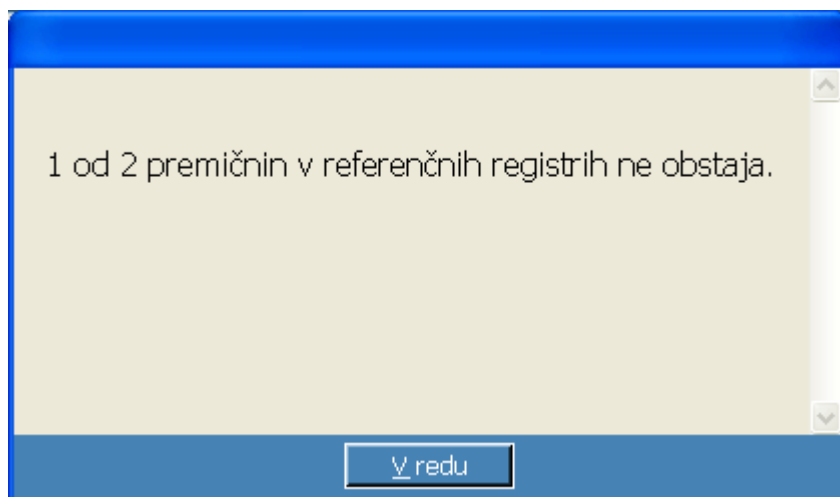 1 od 2 premičnin v referenčnih registrih ne obstaja.
V redu